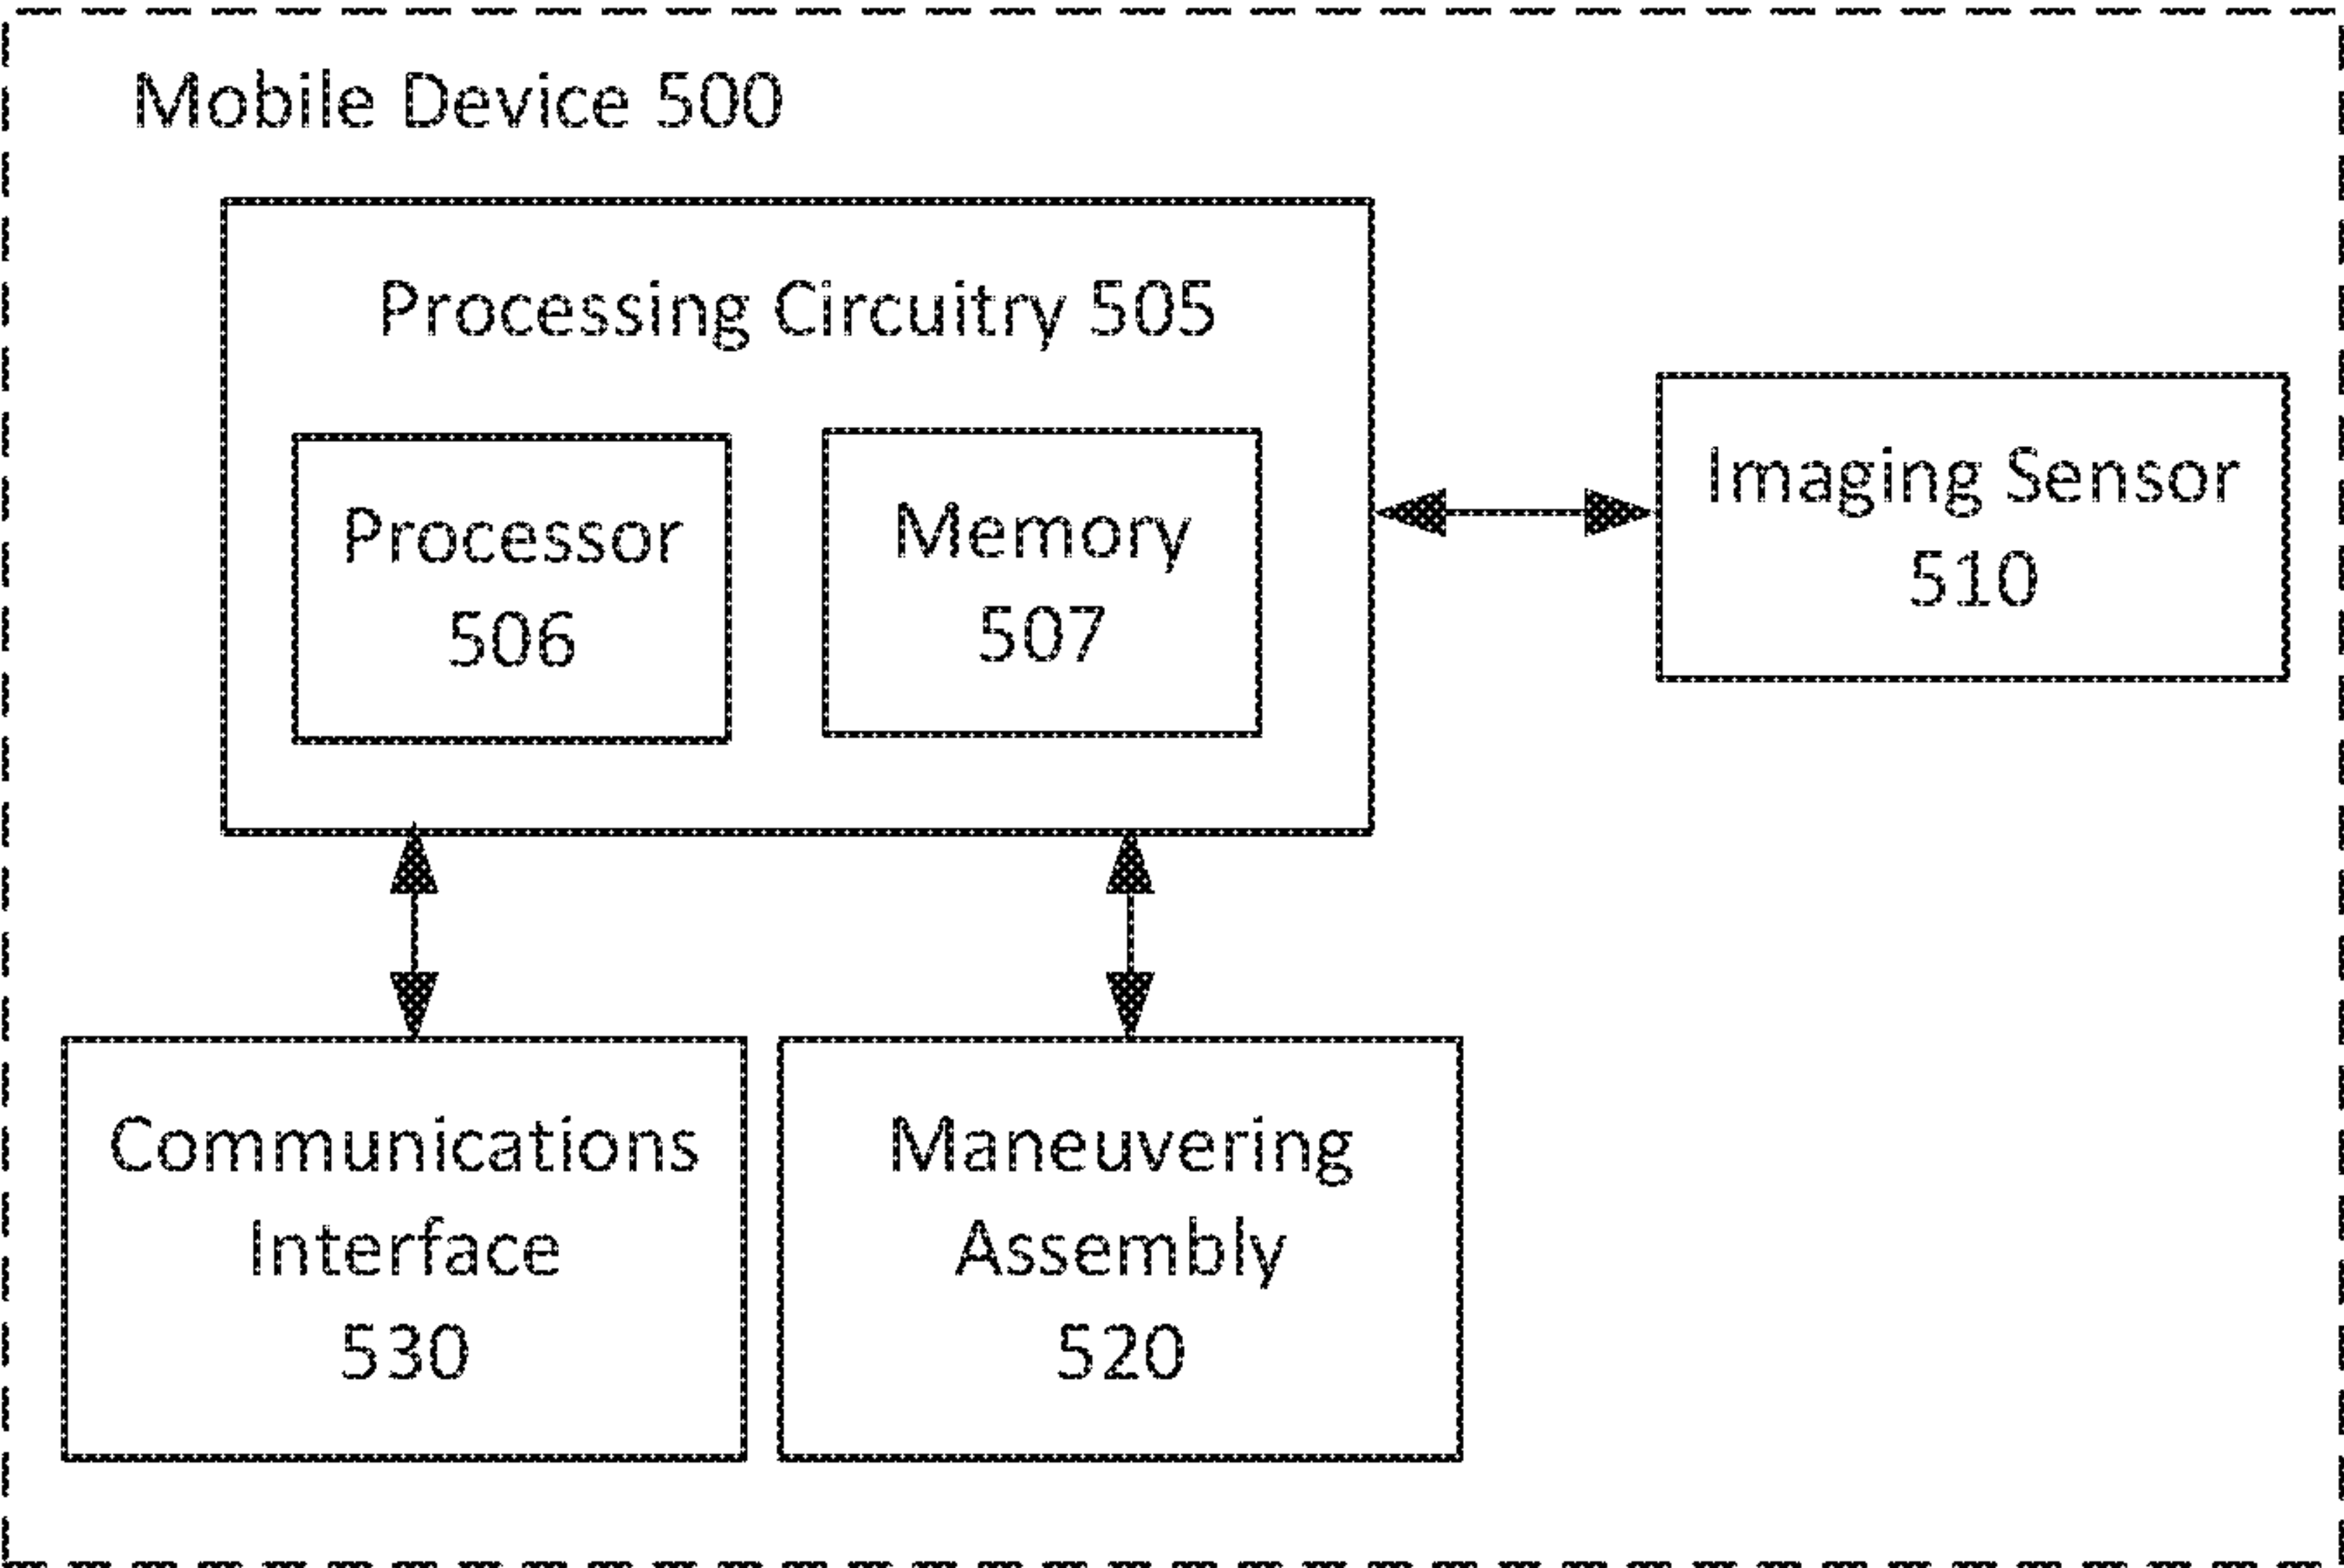 Mobile Device 500
Processing Circuitry 505
Processor
506
Memory
507
Imaging Sensor
510
Communications
Interface
530
Maneuvering
Assembly
520